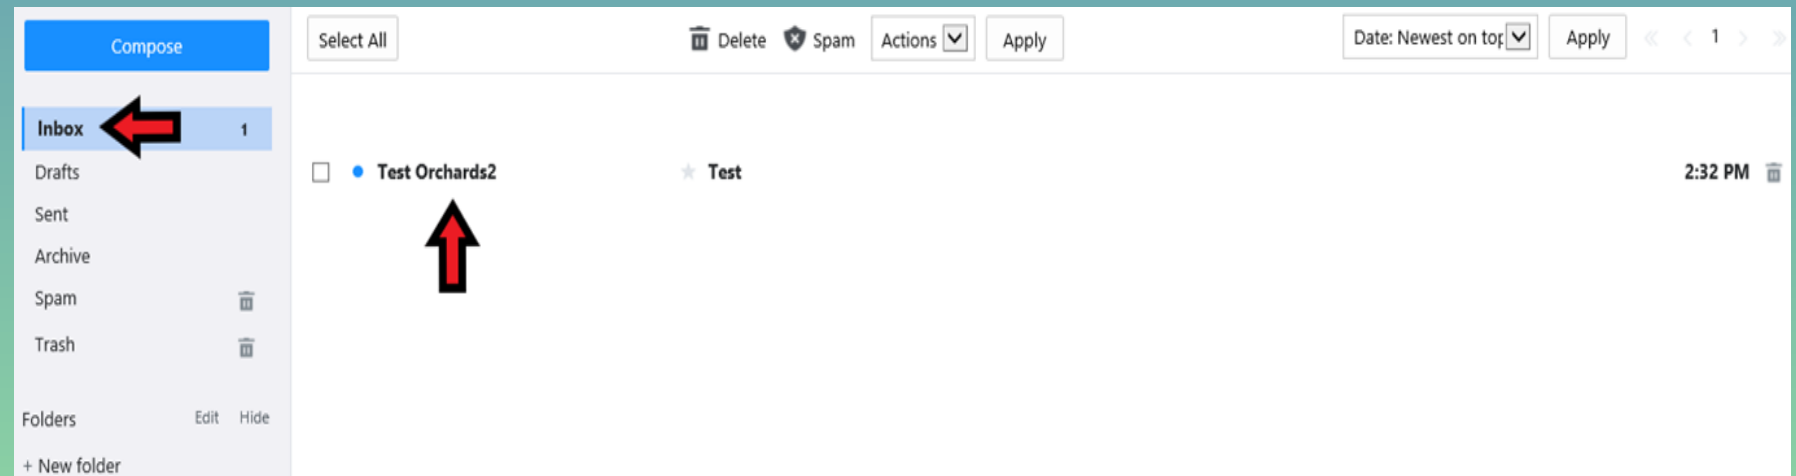 Compose
Select All
Delete
Spam
Actions
Apply
Date: Newest on top
Apply
« < 1 > »
Inbox 1
Drafts
Sent
Archive
Spam
Trash
Folders Edit Hide
+ New folder
Test Orchards2 Test 2:32 PM